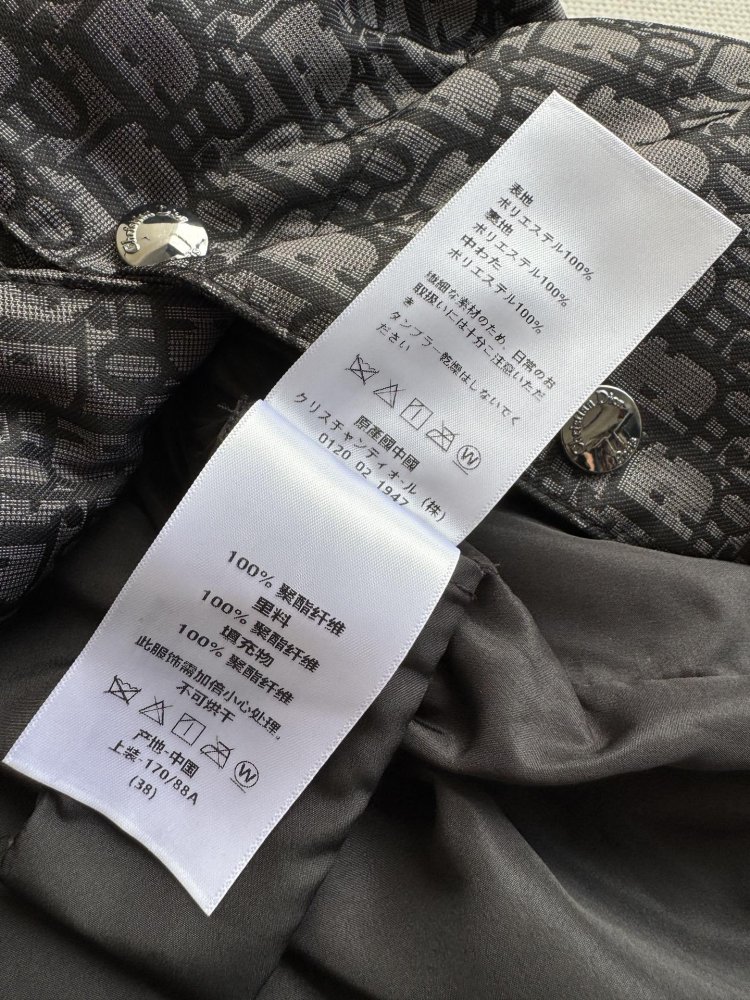 表地
ポリエステル100%
裏地
ポリエステル100%
中わた
ポリエステル100%
繊細な素材のため、日常のお
取扱いには十分ご注意いただ
き
タンブラー乾燥はしないでく
ださい
W
原産國中國
クリスチャンディオール (株)
0120 02 1947
100% 聚酯纤维
里料
100% 聚酯纤维
填充物
100% 聚酯纤维
此服饰需加倍小心处理。
不可烘干
W
产地-中国
上装-170/88A
(38)